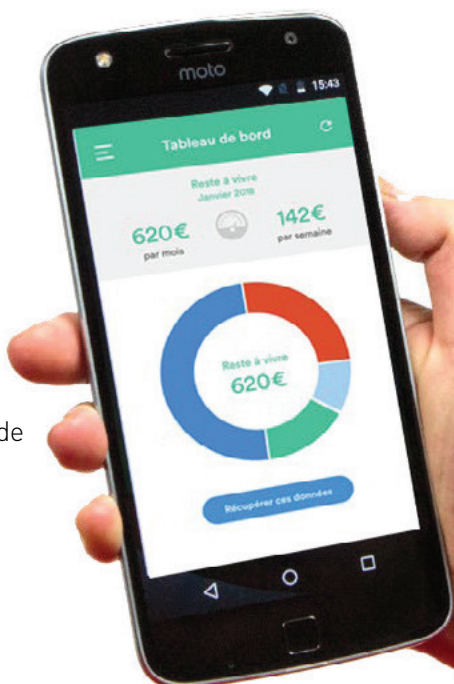 moto
15:43
Tableau de bord
Reste à vivre
Janvier 2018
620€
par mois
142€
par semaine
Reste à vivre
620€
de
Récupérer ces données